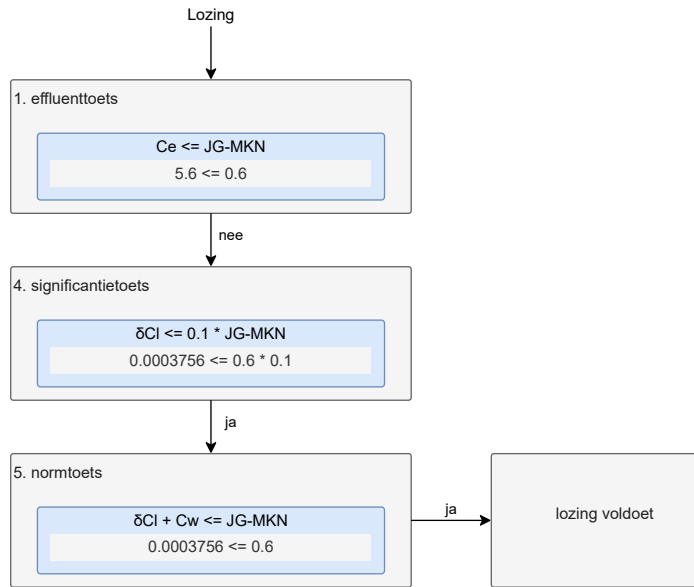 Lozing
1. effluenttoets
Ce <= JG-MKN
5.6 <= 0.6
nee
4. significantietoets
δCl <= 0.1 * JG-MKN
0.0003756 <= 0.6 * 0.1
ja
5. normtoets
δCl + Cw <= JG-MKN
0.0003756 <= 0.6
ja
lozing voldoet